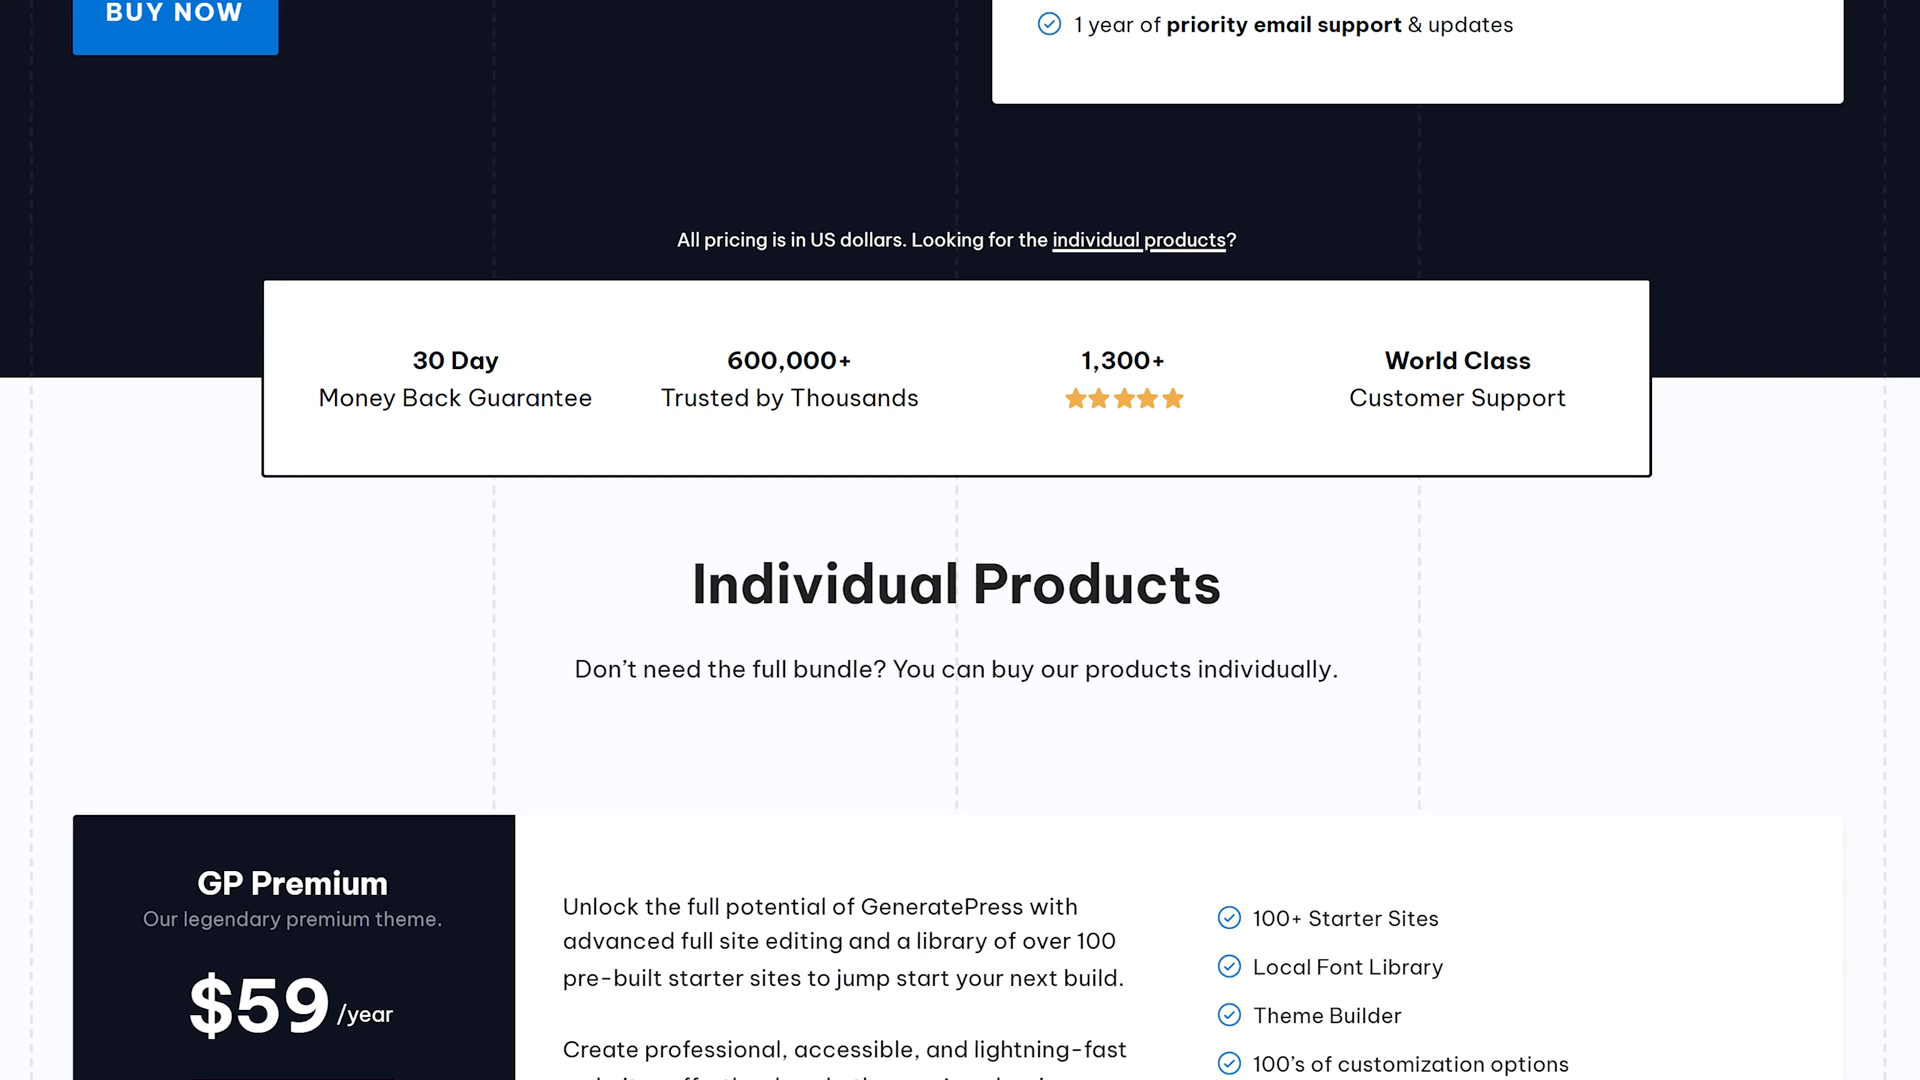 BUY NOW
1 year of priority email support & updates
All pricing is in US dollars. Looking for the individual products?
30 Day
Money Back Guarantee
600,000+
Trusted by Thousands
1,300+
World Class
Customer Support
Individual Products
Don’t need the full bundle? You can buy our products individually.
GP Premium
Our legendary premium theme.
$59 /year
Unlock the full potential of GeneratePress with
advanced full site editing and a library of over 100
pre-built starter sites to jump start your next build.
Create professional, accessible, and lightning-fast
100+ Starter Sites
Local Font Library
Theme Builder
100’s of customization options